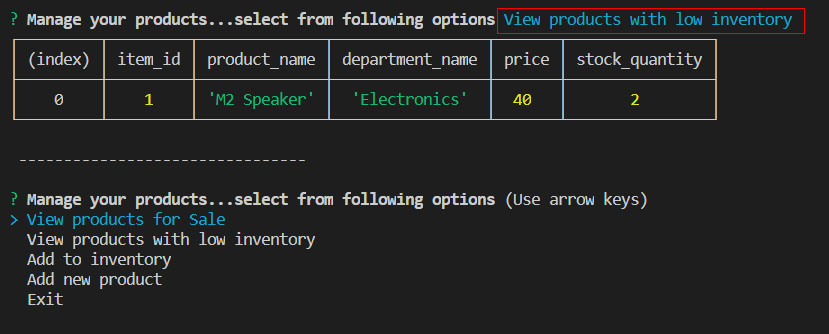 ? Manage your products...select from following options View products with low inventory
(index) item_id product_name department_name price stock_quantity
0 1 'M2 Speaker' 'Electronics' 40 2
--------------------------------
? Manage your products...select from following options (Use arrow keys)
> View products for Sale
View products with low inventory
Add to inventory
Add new product
Exit